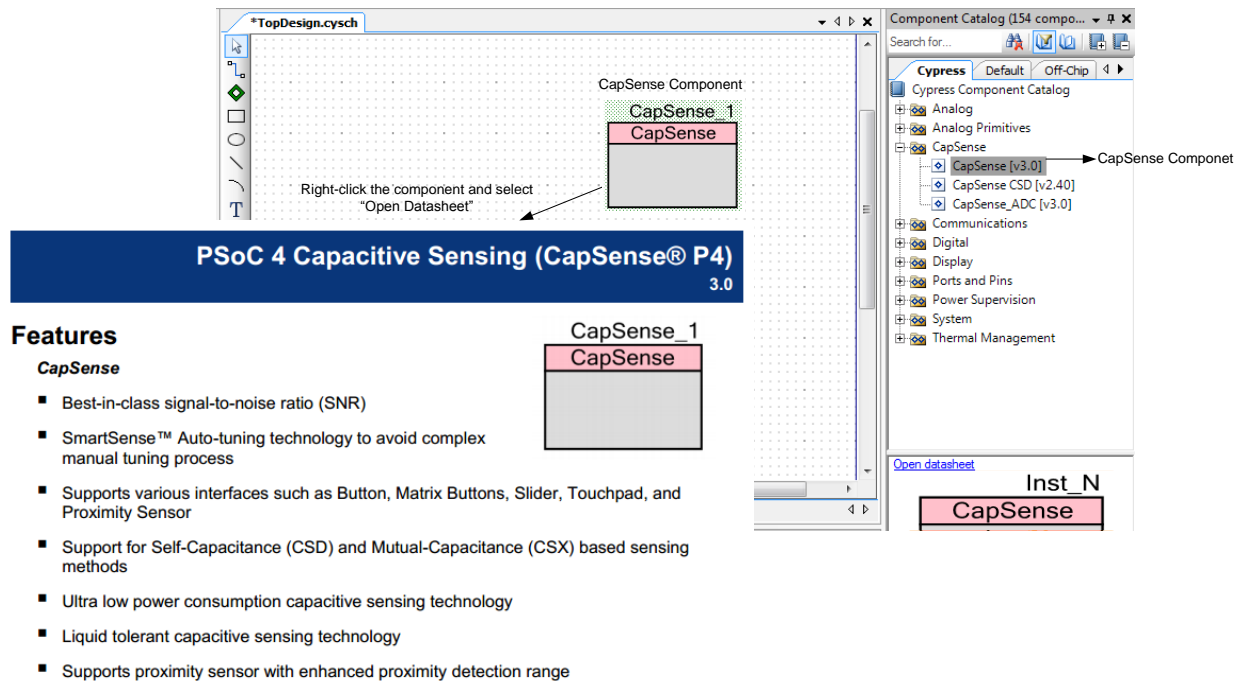 *TopDesign.cysch
Component Catalog (154 compo...
Search for...
Cypress Default Off-Chip
Cypress Component Catalog
Analog
Analog Primitives
CapSense
CapSense [v3.0]
CapSense Componet
CapSense CSD [v2.40]
CapSense_ADC [v3.0]
Communications
Digital
Display
Ports and Pins
Power Supervision
System
Thermal Management
CapSense Component
CapSense_1
CapSense
Right-click the component and select
“Open Datasheet”
T
PSoC 4 Capacitive Sensing (CapSense® P4)
3.0
Features
CapSense_1
CapSense
CapSense
■ Best-in-class signal-to-noise ratio (SNR)
■ SmartSense™ Auto-tuning technology to avoid complex
manual tuning process
■ Supports various interfaces such as Button, Matrix Buttons, Slider, Touchpad, and
Proximity Sensor
■ Support for Self-Capacitance (CSD) and Mutual-Capacitance (CSX) based sensing
methods
■ Ultra low power consumption capacitive sensing technology
■ Liquid tolerant capacitive sensing technology
■ Supports proximity sensor with enhanced proximity detection range
Open datasheet
Inst_N
CapSense